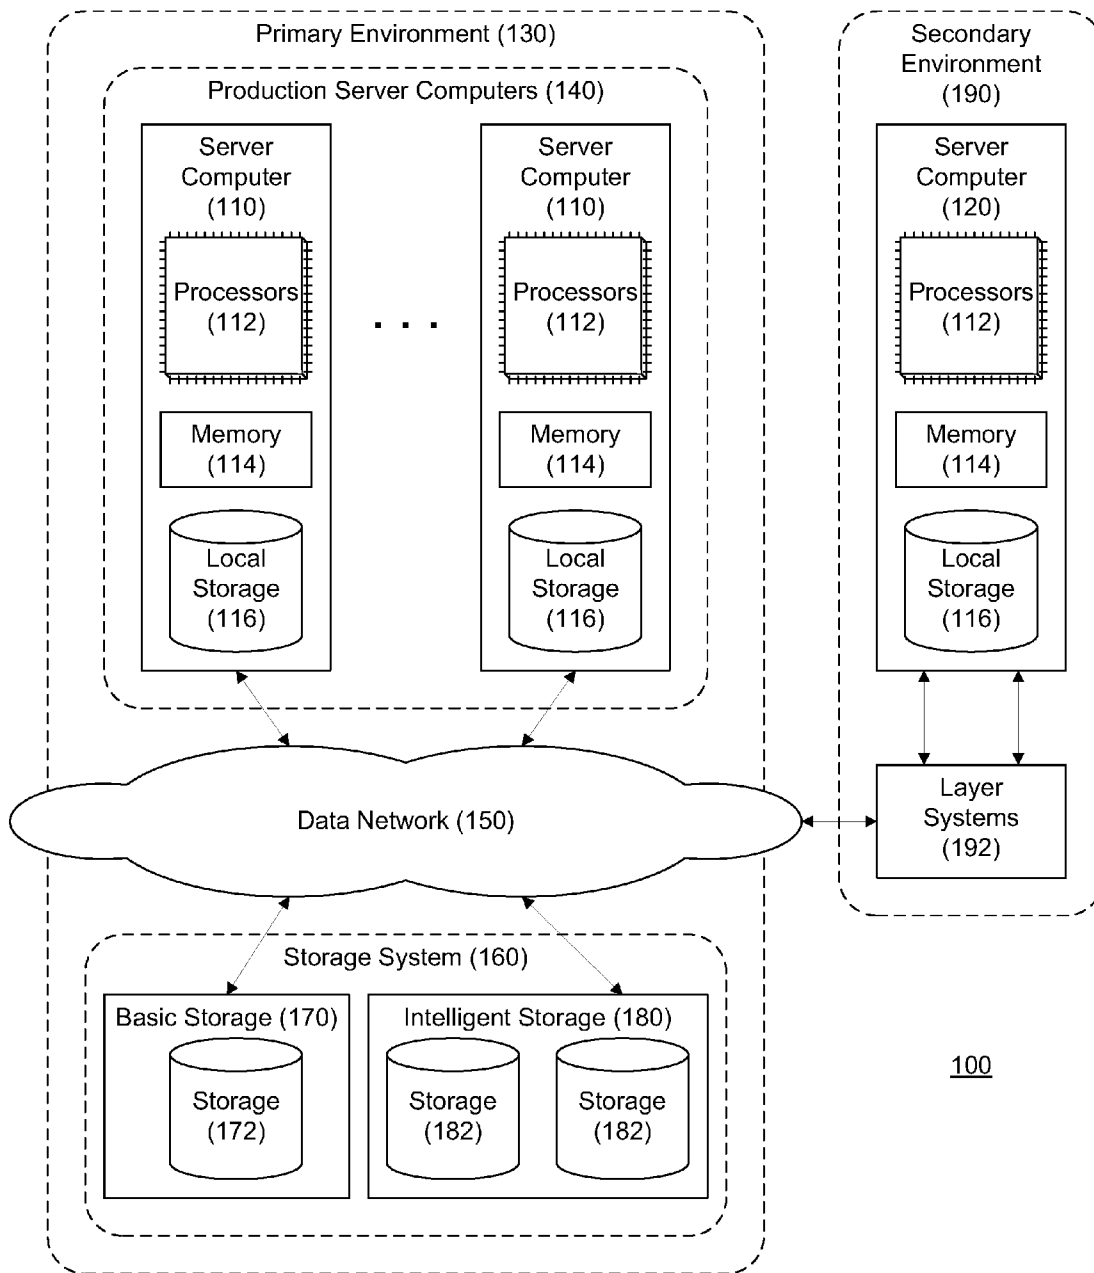 Primary Environment (130)
Production Server Computers (140)
Server
Computer
(110)
Processors
(112)
Memory
(114)
Local
Storage
(116)
. . .
Server
Computer
(110)
Processors
(112)
Memory
(114)
Local
Storage
(116)
Data Network (150)
Storage System (160)
Basic Storage (170)
Storage
(172)
Intelligent Storage (180)
Storage
(182)
Storage
(182)
Secondary
Environment
(190)
Server
Computer
(120)
Processors
(112)
Memory
(114)
Local
Storage
(116)
Layer
Systems
(192)
100